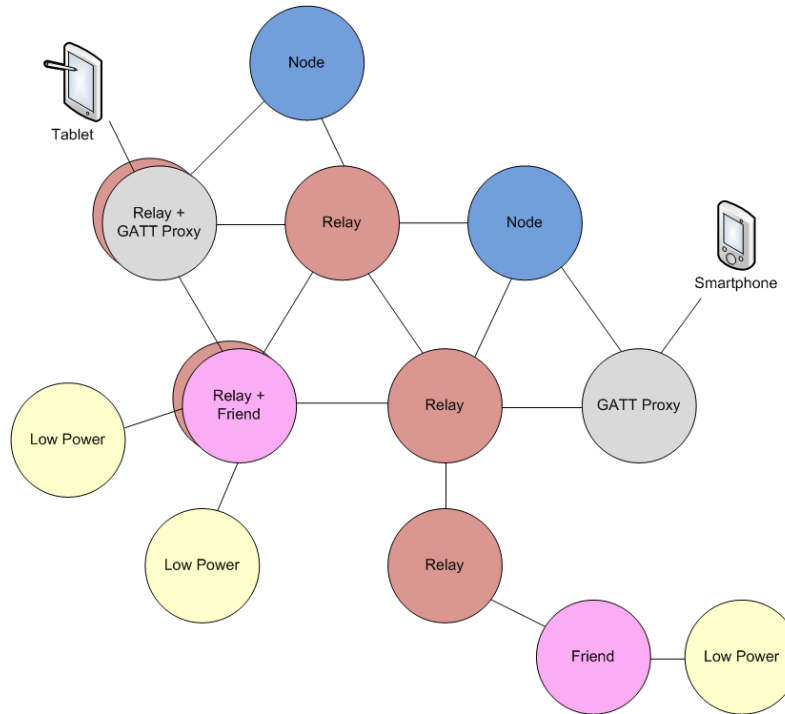 Node
Tablet
Relay +
GATT Proxy
Relay
Node
Smartphone
Relay +
Friend
Relay
GATT Proxy
Low Power
Low Power
Relay
Friend
Low Power